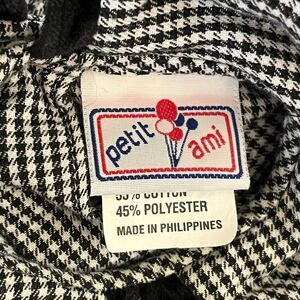 petit ami
55% COTTON
45% POLYESTER
MADE IN PHILIPPINES